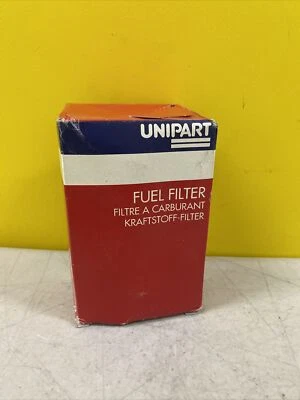 UNIPART
FUEL FILTER
FILTRE A CARBURANT
KRAFTSTOFF-FILTER